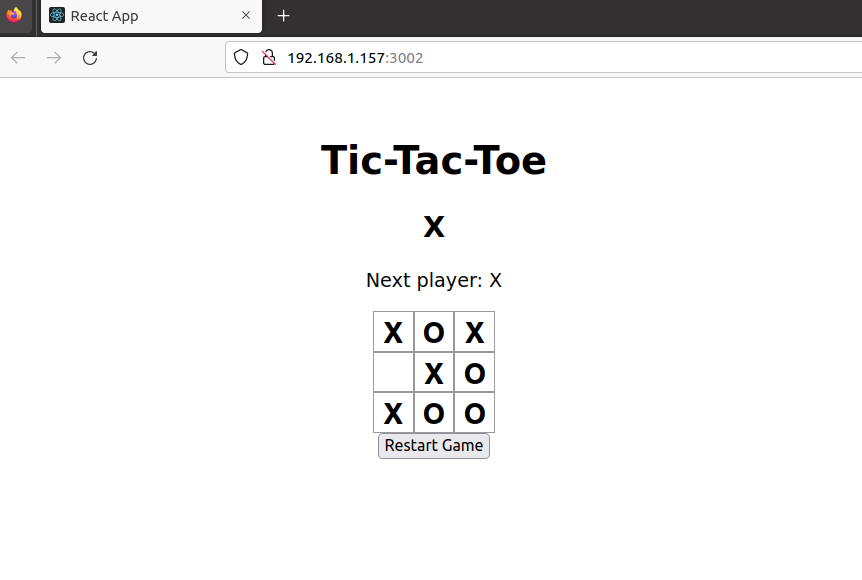 React App
192.168.1.157:3002
Tic-Tac-Toe
X
Next player: X
X O X
X O
X O O
Restart Game